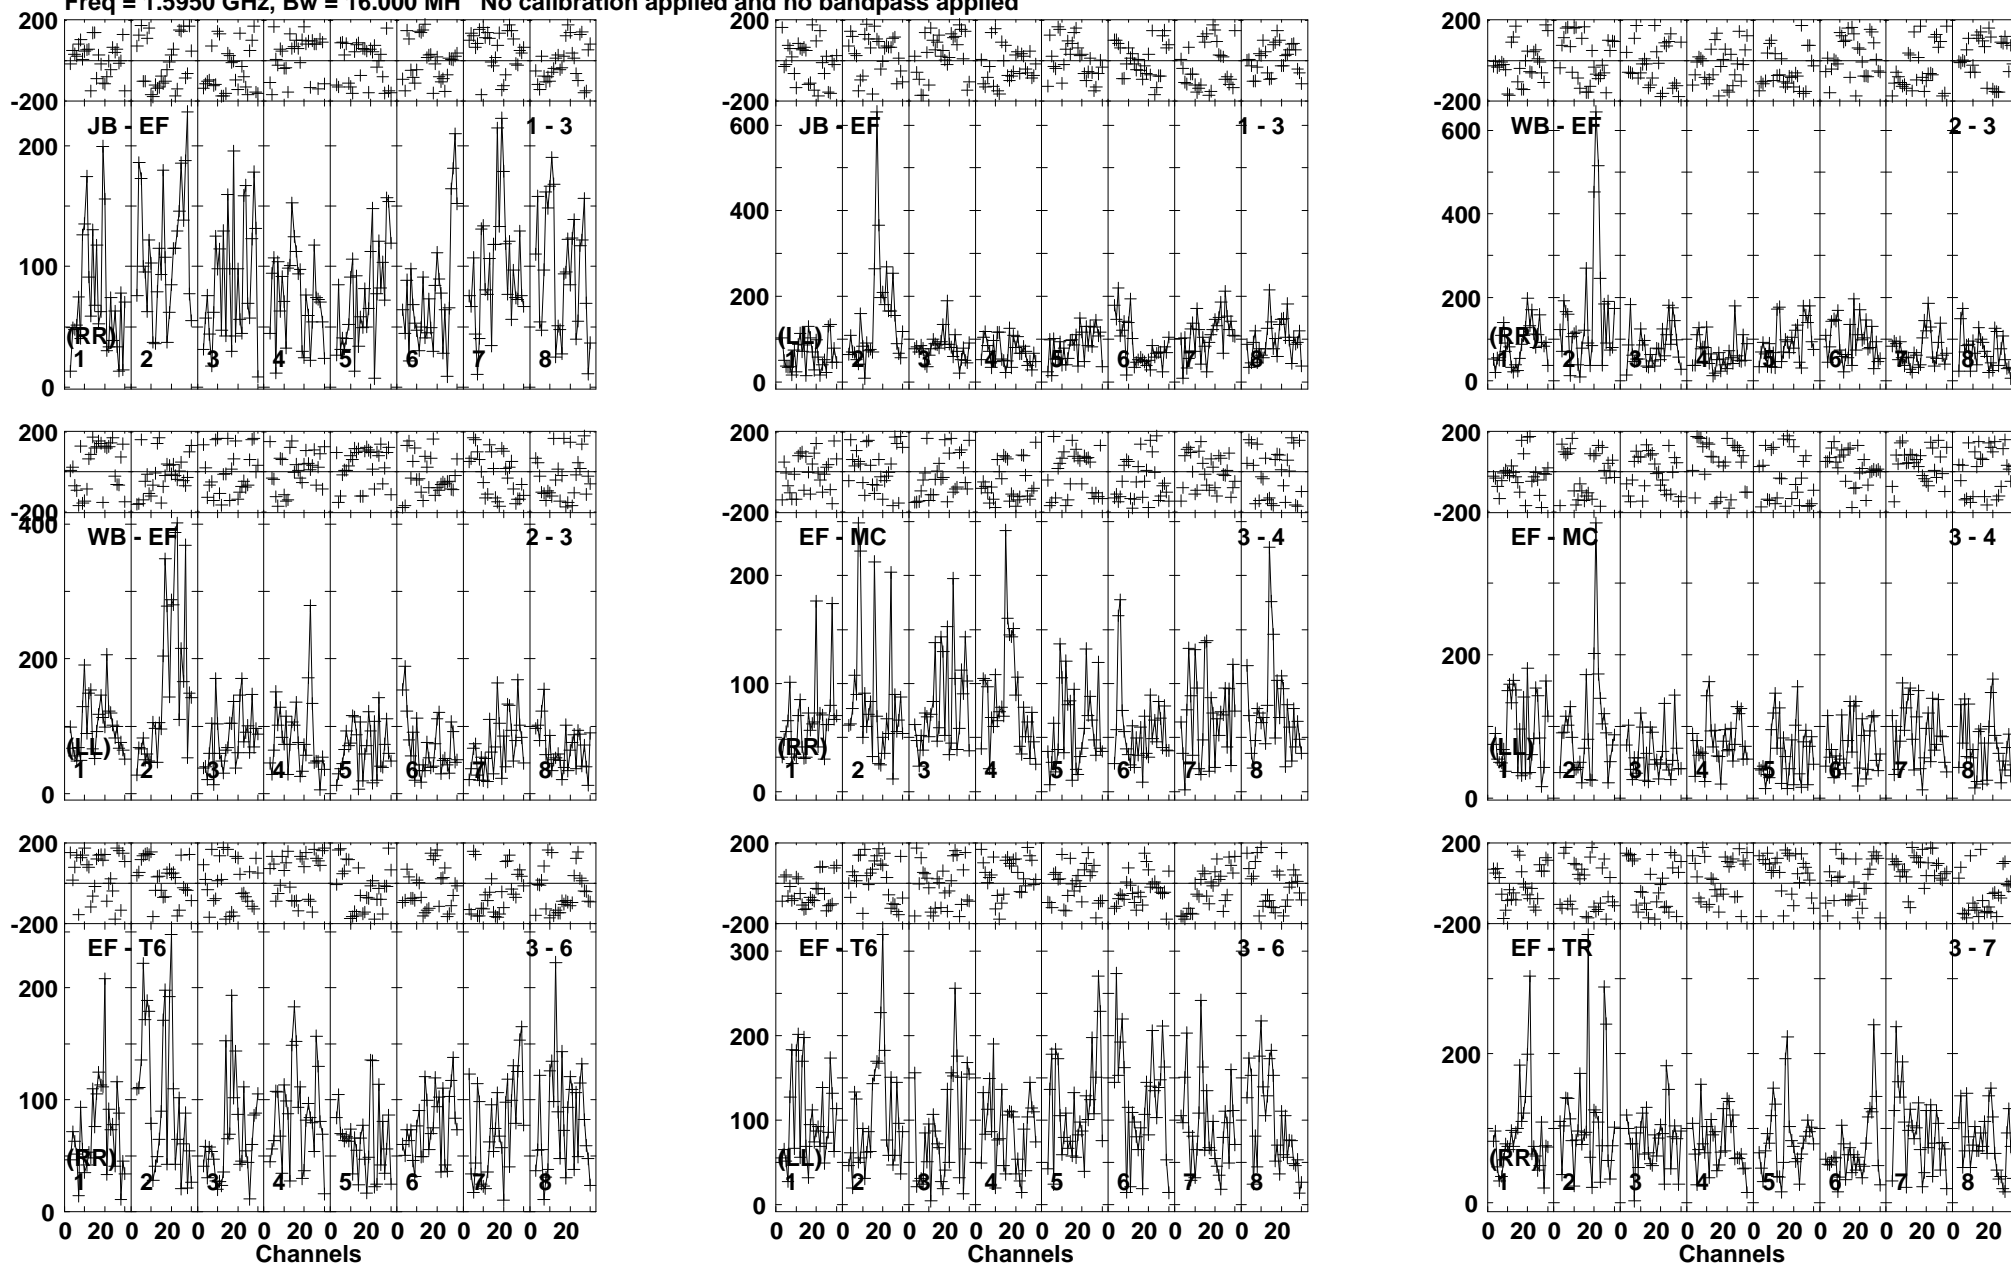 Freq = 1.5950 GHz, Bw = 16.000 MH No calibration applied and no bandpass applied
200 200 200
-200 -200 -200
JB - EF 1 - 3 JB - EF 1 - 3 WB - EF 2 - 3
200 600 600
100 400 400
200 200
(RR) (LL) (RR)
1 2 3 4 5 6 7 8 1 2 3 4 5 6 7 8 1 2 3 4 5 6 7 8
0 0 0
200 200 200
-200 -200 -200
400
WB - EF 2 - 3 EF - MC 3 - 4 EF - MC 3 - 4
200 200 200
100
(LL) (RR) (LL)
1 2 3 4 5 6 7 8 1 2 3 4 5 6 7 8 1 2 3 4 5 6 7 8
0 0 0
200 200 200
-200 -200 -200
EF - T6 3 - 6 EF - T6 3 - 6 EF - TR 3 - 7
200 300 200
100 200
100
(RR) (LL) (RR)
1 2 3 4 5 6 7 8 1 2 3 4 5 6 7 8 1 2 3 4 5 6 7 8
0 0 0
0 20 0 20 0 20 0 20 0 20 0 20 0 20 0 20 0 20 0 20 0 20 0 20 0 20 0 20 0 20 0 20 0 20 0 20 0 20 0 20 0 20 0 20 0 20 0 20
Channels Channels Channels